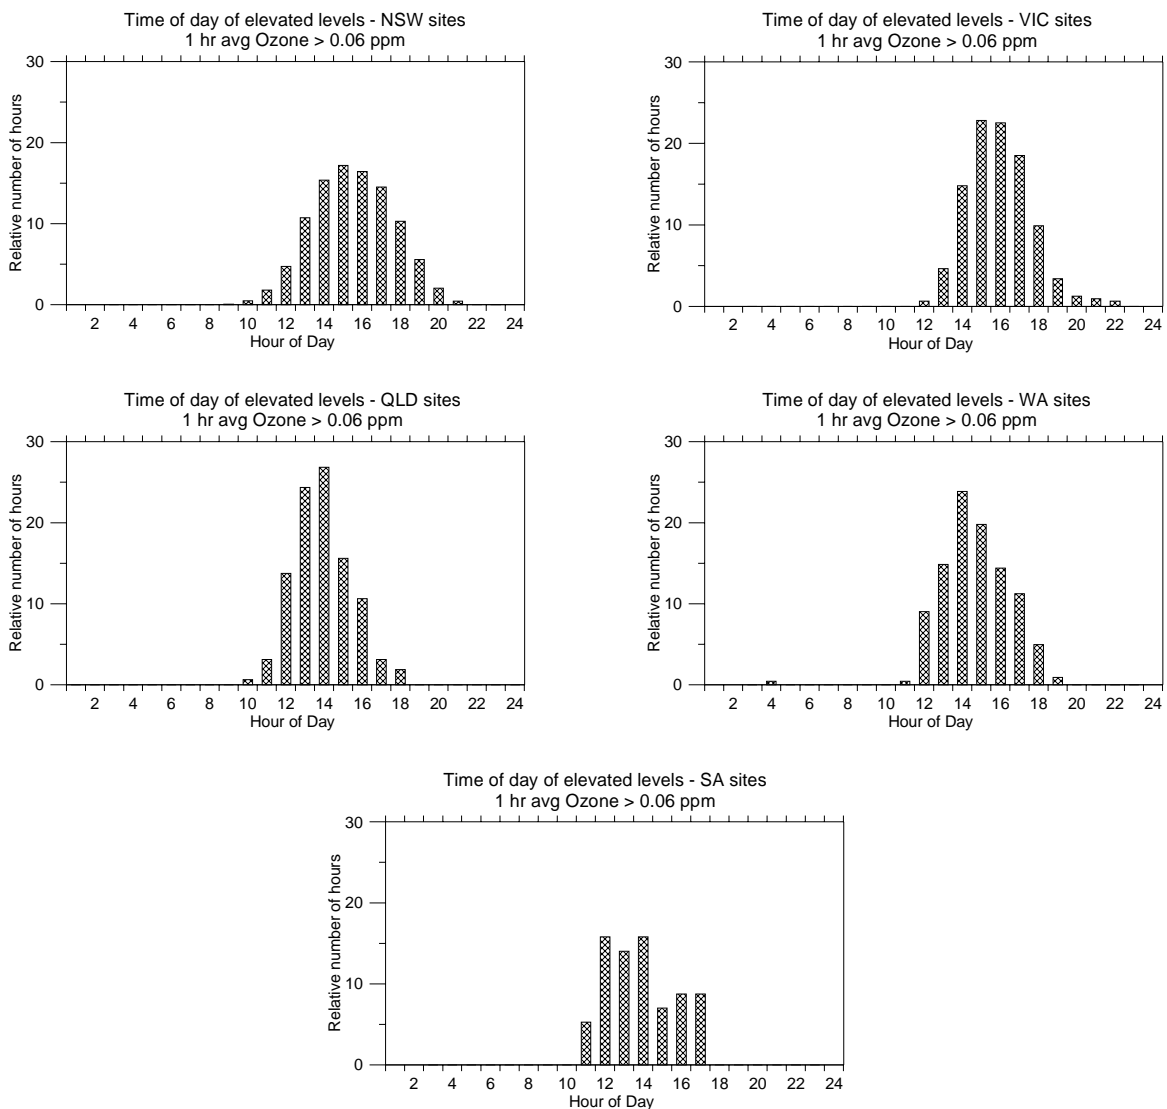 Time of day of elevated levels - NSW sites
1 hr avg Ozone > 0.06 ppm
30
20
10
0
Relative number of hours
2 4 6 8 10 12 14 16 18 20 22 24
Hour of Day
Time of day of elevated levels - VIC sites
1 hr avg Ozone > 0.06 ppm
30
20
10
0
Relative number of hours
2 4 6 8 10 12 14 16 18 20 22 24
Hour of Day
Time of day of elevated levels - QLD sites
1 hr avg Ozone > 0.06 ppm
30
20
10
0
Relative number of hours
2 4 6 8 10 12 14 16 18 20 22 24
Hour of Day
Time of day of elevated levels - WA sites
1 hr avg Ozone > 0.06 ppm
30
20
10
0
Relative number of hours
2 4 6 8 10 12 14 16 18 20 22 24
Hour of Day
Time of day of elevated levels - SA sites
1 hr avg Ozone > 0.06 ppm
30
20
10
0
Relative number of hours
2 4 6 8 10 12 14 16 18 20 22 24
Hour of Day